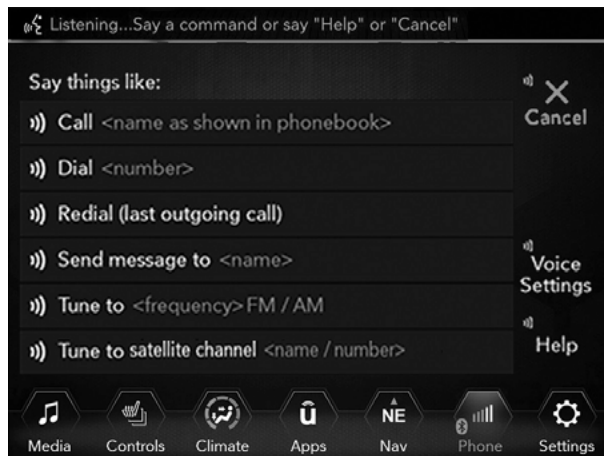 Listening...Say a command or say "Help" or "Cancel"
Say things like:
Call <name as shown in phonebook>
Cancel
Dial <number>
Redial (last outgoing call)
Send message to <name>
Voice
Settings
Tune to <frequency> FM / AM
Tune to satellite channel <name / number>
Help
û
NE
Media
Controls
Climate
Apps
Nav
Phone
Settings